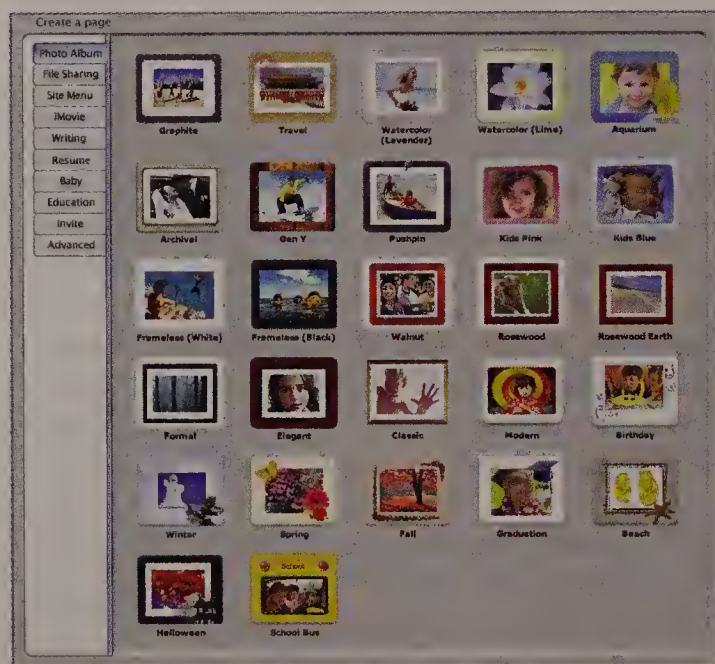 Create a page
Photo Album
File Sharing
Site Menu
iMovie
Writing
Resume
Baby
Education
Invite
Advanced
Graphite
Travel
Watercolor
(Lavender)
Watercolor (Lime)
Aquarium
Archival
Gen Y
Pushpin
Kids Pink
Kids Blue
Frameless (White)
Frameless (Black)
Walnut
Rosewood
Rosewood Earth
Formal
Elegant
Classic
Modern
Birthday
Winter
Spring
Fall
Graduation
Beach
School
Halloween
School Bus